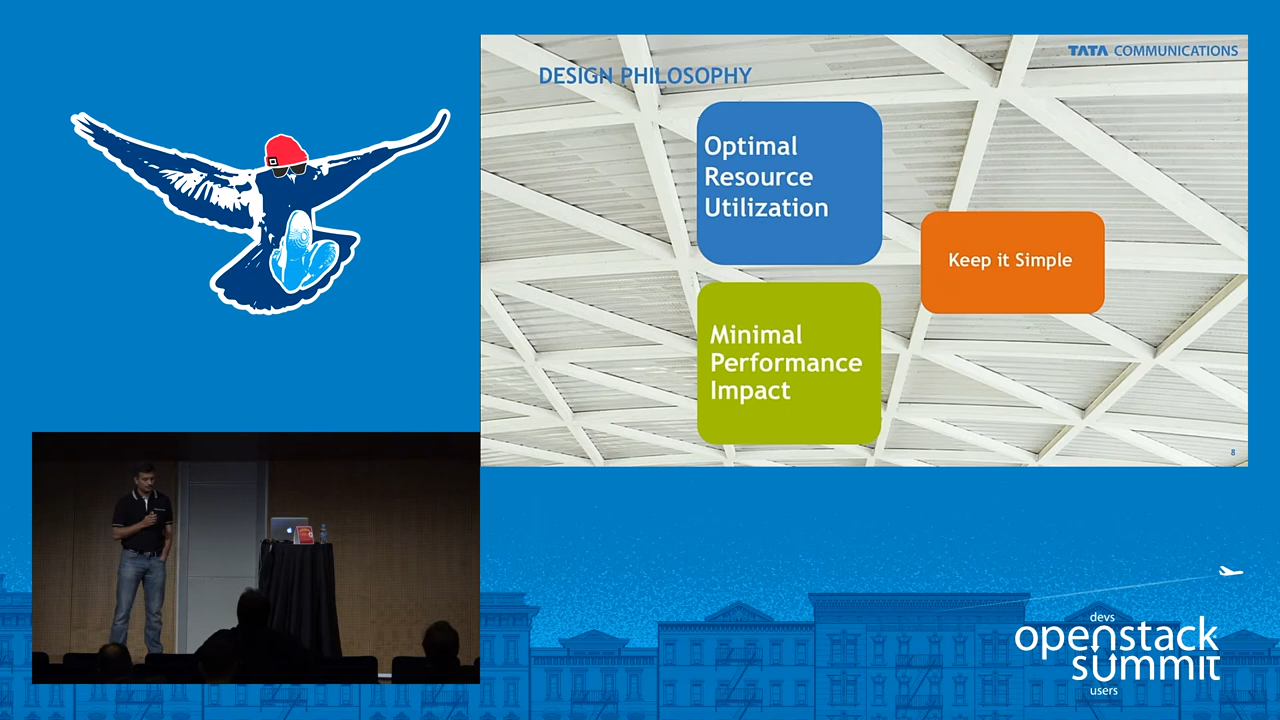 TATA COMMUNICATIONS
DESIGN PHILOSOPHY
Optimal
Resource
Utilization
Keep it Simple
Minimal
Performance
Impact
8
devs
openstack
summit
users